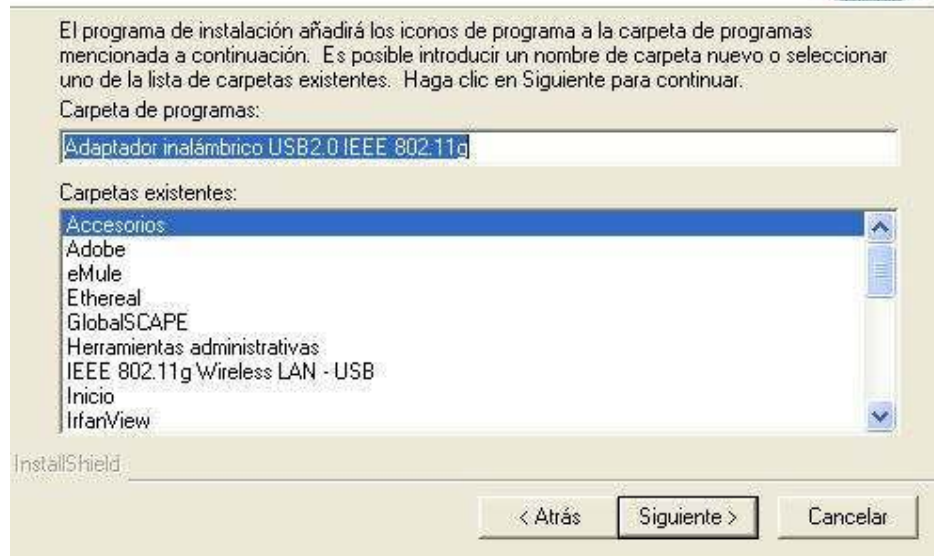 El programa de instalación añadirá los iconos de programa a la carpeta de programas
mencionada a continuación. Es posible introducir un nombre de carpeta nuevo o seleccionar
uno de la lista de carpetas existentes. Haga clic en Siguiente para continuar.
Carpeta de programas:
Adaptador inalámbrico USB2.0 IEEE 802.11g
Carpetas existentes:
Accesorios
Adobe
eMule
Ethereal
GlobalSCAPE
Herramientas administrativas
IEEE 802.11g Wireless LAN - USB
Inicio
IrfanView
InstallShield
< Atrás Siguiente > Cancelar